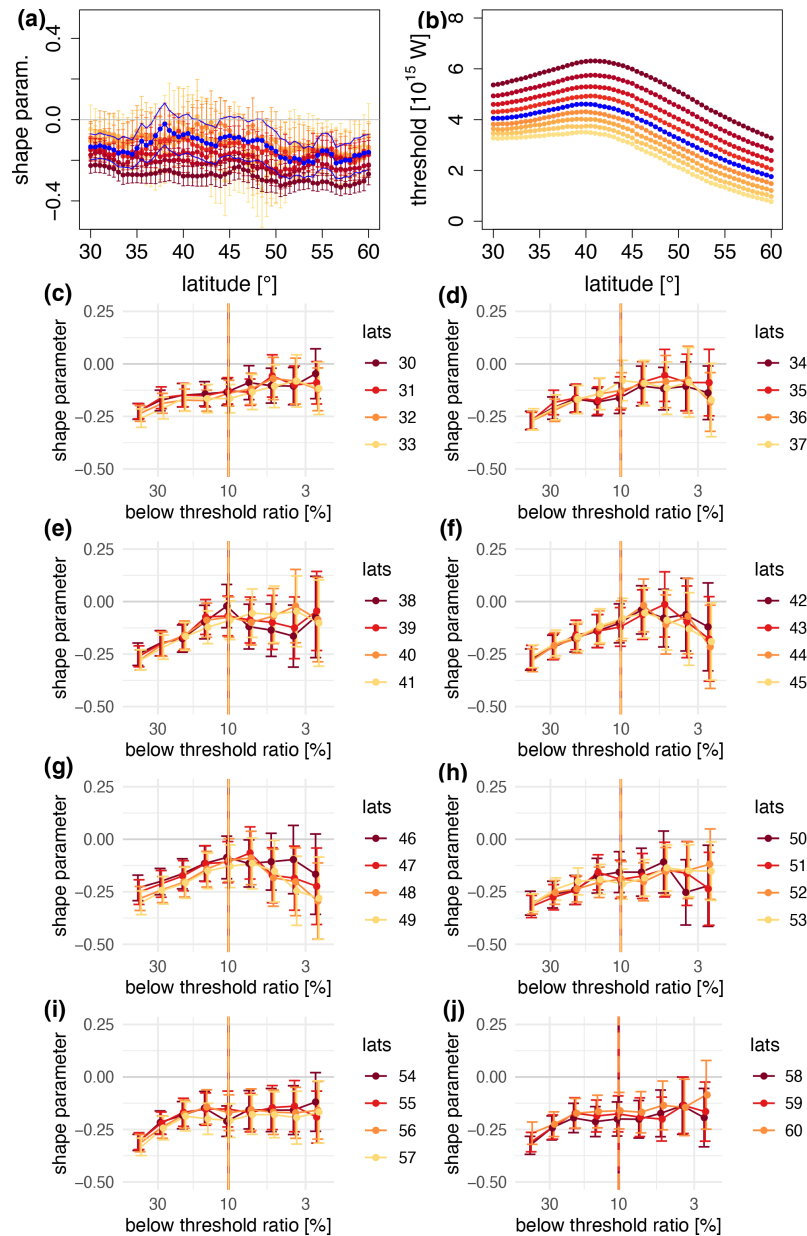 (a)
shape param.
0.4
0.0
−0.4
30 35 40 45 50 55 60
latitude [°]
(b)
threshold [10¹⁵ W]
8
6
4
2
0
30 35 40 45 50 55 60
latitude [°]
(c)
shape parameter
0.25
0.00
−0.25
−0.50
30 10 3
below threshold ratio [%]
lats
30
31
32
33
(d)
shape parameter
0.25
0.00
−0.25
−0.50
30 10 3
below threshold ratio [%]
lats
34
35
36
37
(e)
shape parameter
0.25
0.00
−0.25
−0.50
30 10 3
below threshold ratio [%]
lats
38
39
40
41
(f)
shape parameter
0.25
0.00
−0.25
−0.50
30 10 3
below threshold ratio [%]
lats
42
43
44
45
(g)
shape parameter
0.25
0.00
−0.25
−0.50
30 10 3
below threshold ratio [%]
lats
46
47
48
49
(h)
shape parameter
0.25
0.00
−0.25
−0.50
30 10 3
below threshold ratio [%]
lats
50
51
52
53
(i)
shape parameter
0.25
0.00
−0.25
−0.50
30 10 3
below threshold ratio [%]
lats
54
55
56
57
(j)
shape parameter
0.25
0.00
−0.25
−0.50
30 10 3
below threshold ratio [%]
lats
58
59
60